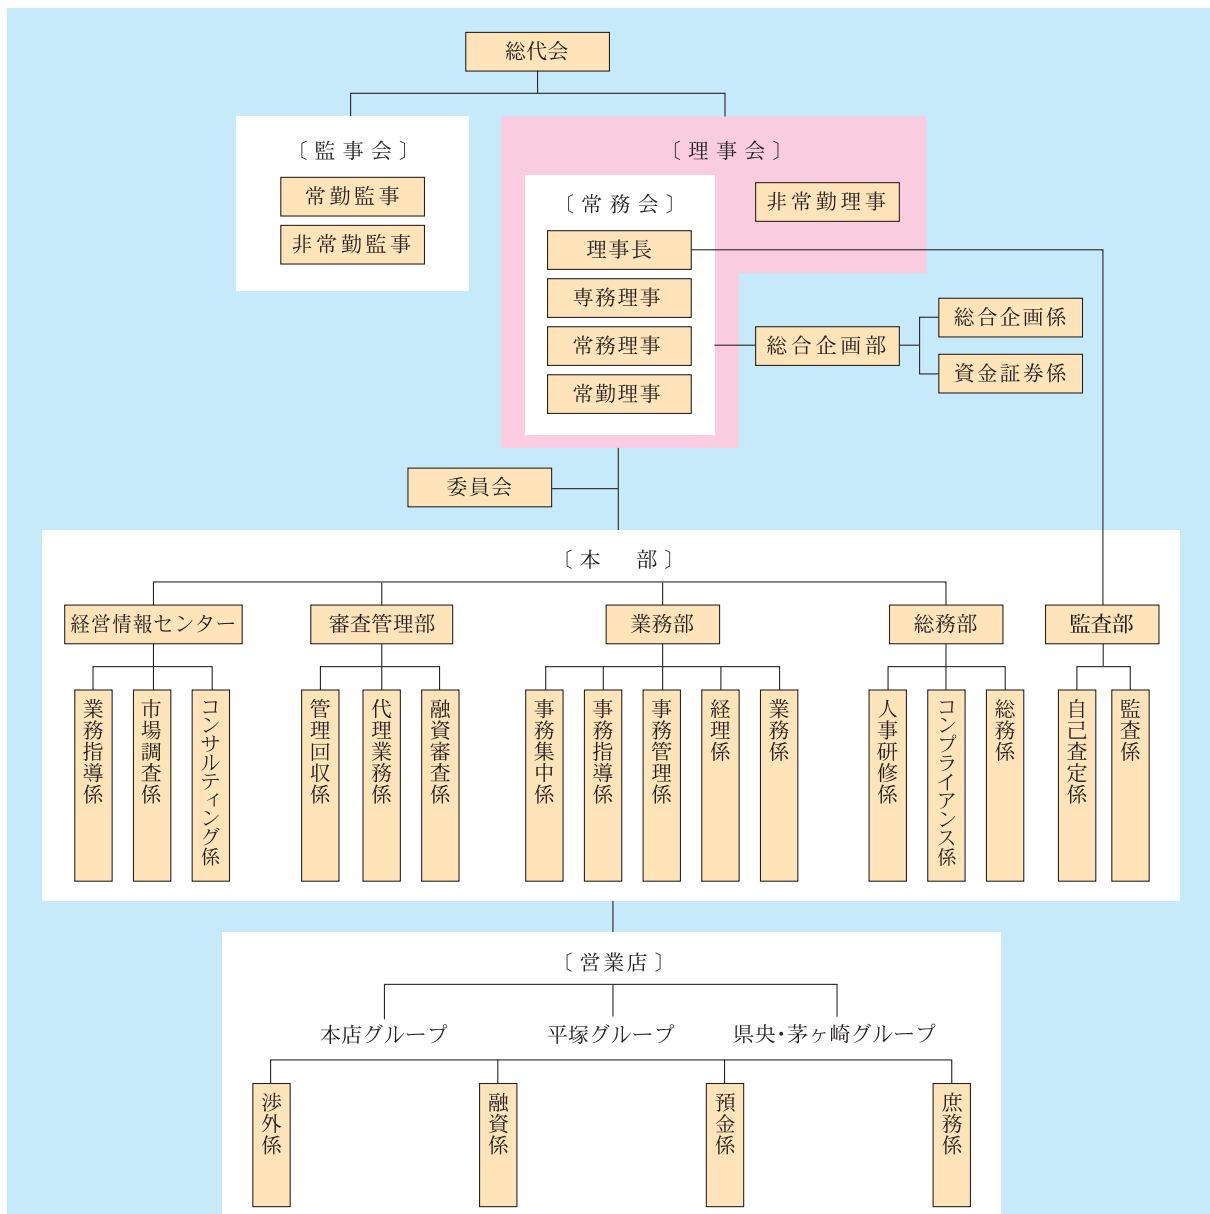 総代会
〔監事会〕
常勤監事
非常勤監事
〔理事会〕
非常勤理事
〔常務会〕
理事長
専務理事
常務理事
常勤理事
総合企画部
総合企画係
資金証券係
委員会
〔本　部〕
経営情報センター
審査管理部
業務部
総務部
監査部
業務指導係
市場調査係
コンサルティング係
管理回収係
代理業務係
融資審査係
事務集中係
事務指導係
事務管理係
経理係
業務係
人事研修係
コンプライアンス係
総務係
自己査定係
監査係
〔営業店〕
本店グループ
平塚グループ
県央・茅ヶ崎グループ
渉外係
融資係
預金係
庶務係